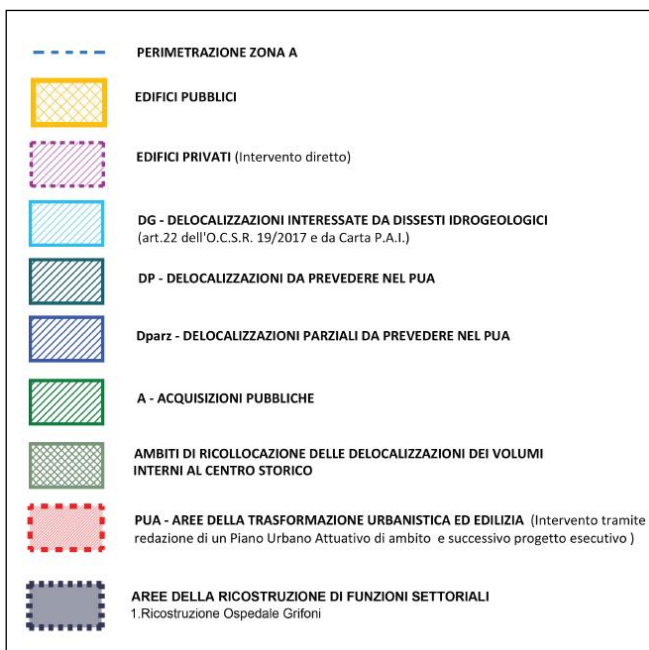 PERIMETRAZIONE ZONA A
EDIFICI PUBBLICI
EDIFICI PRIVATI (Intervento diretto)
DG - DELOCALIZZAZIONI INTERESSATE DA DISSESTI IDROGEOLOGICI
(art.22 dell'O.C.S.R. 19/2017 e da Carta P.A.I.)
DP - DELOCALIZZAZIONI DA PREVEDERE NEL PUA
Dparz - DELOCALIZZAZIONI PARZIALI DA PREVEDERE NEL PUA
A - ACQUISIZIONI PUBBLICHE
AMBITI DI RICOLLOCAZIONE DELLE DELOCALIZZAZIONI DEI VOLUMI
INTERNI AL CENTRO STORICO
PUA - AREE DELLA TRASFORMAZIONE URBANISTICA ED EDILIZIA (Intervento tramite
redazione di un Piano Urbano Attuativo di ambito e successivo progetto esecutivo )
AREE DELLA RICOSTRUZIONE DI FUNZIONI SETTORIALI
1.Ricostruzione Ospedale Grifoni